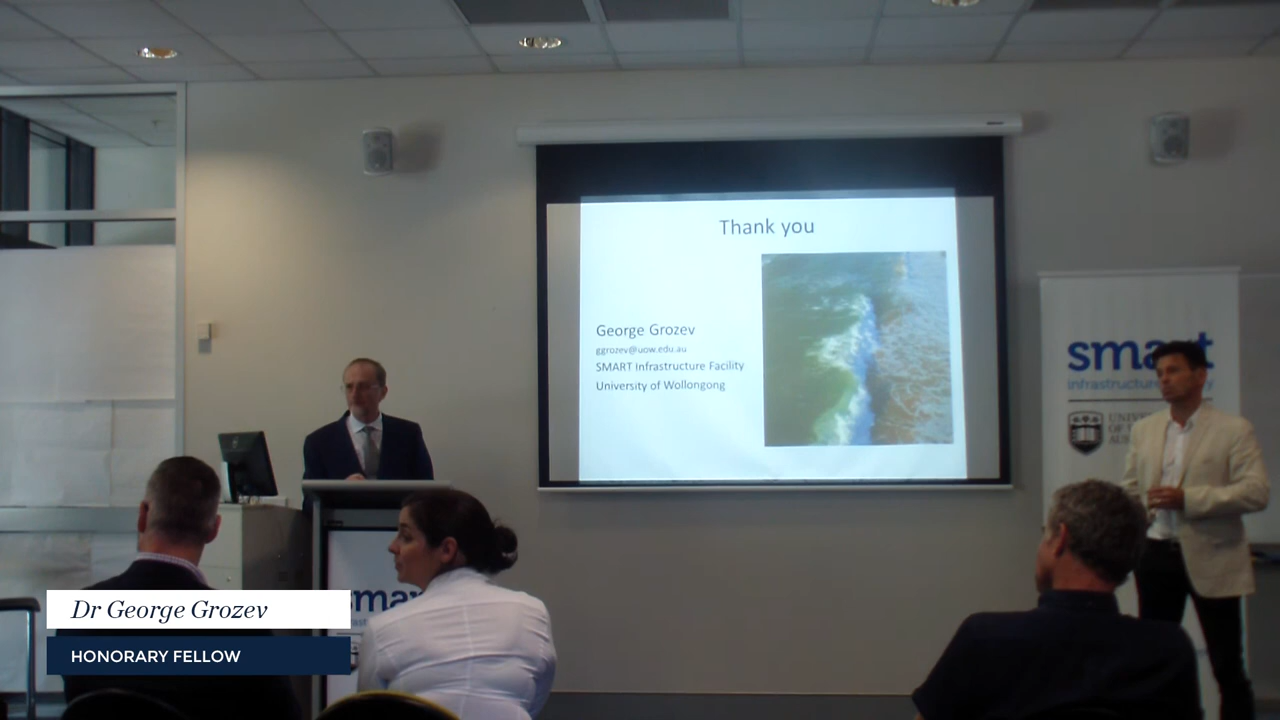 Thank you
George Grozev
ggrozev@uow.edu.au
SMART Infrastructure Facility
University of Wollongong
smart
infrastructure
Dr George Grozev
HONORARY FELLOW